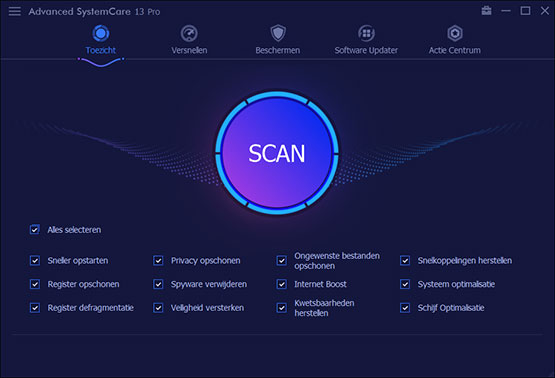 Advanced SystemCare 13 Pro
Toezicht
Versnellen
Beschermen
Software Updater
Actie Centrum
SCAN
Alles selecteren
Sneller opstarten
Privacy opschonen
Ongewenste bestanden
opschonen
Snelkoppelingen herstellen
Register opschonen
Spyware verwijderen
Internet Boost
Systeem optimalisatie
Register defragmentatie
Veiligheid versterken
Kwetsbaarheden
herstellen
Schijf Optimalisatie